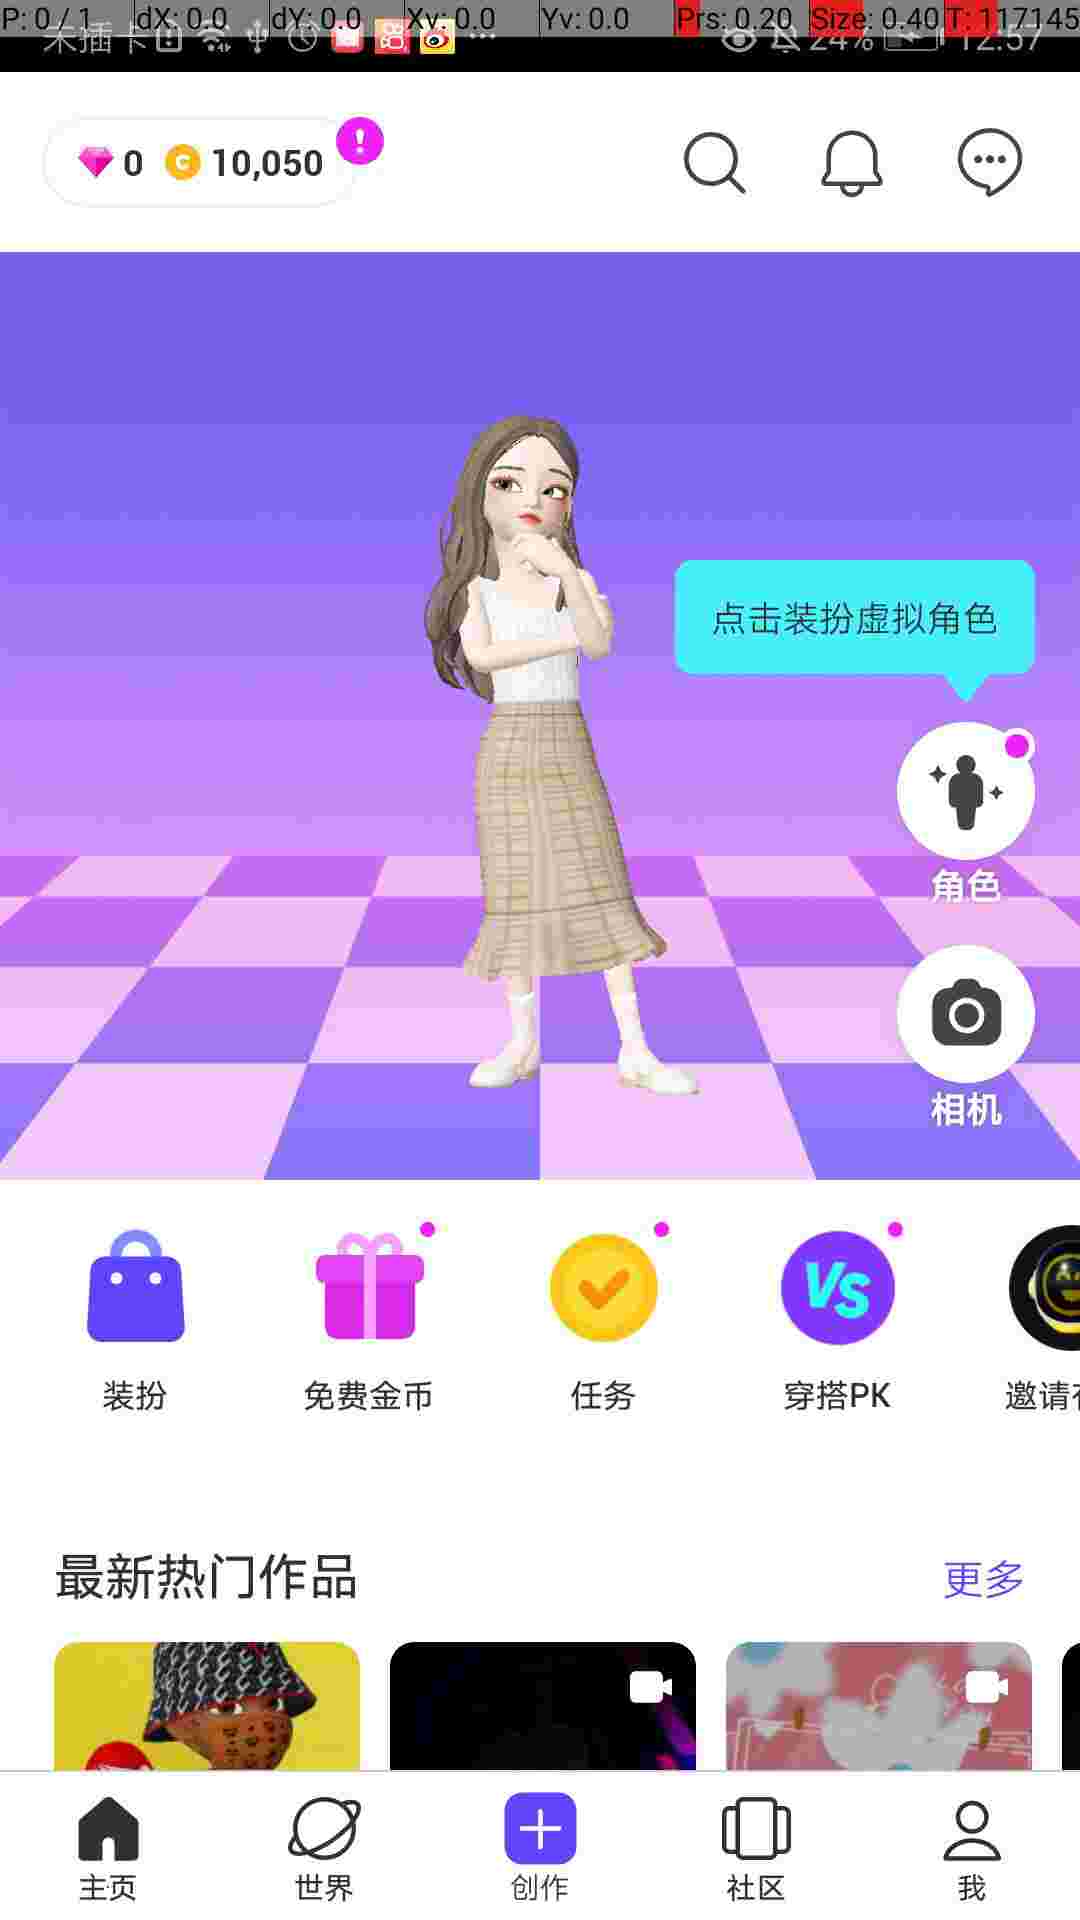 P: 0 / 1 dX: 0.0 dY: 0.0 Xv: 0.0 Yv: 0.0 Prs: 0.20 Size: 0.40 T: 117145
未插卡 24% 12:57
0 10,050
点击装扮虚拟角色
角色
相机
装扮 免费金币 任务 穿搭PK 邀请
最新热门作品 更多
主页 世界 创作 社区 我